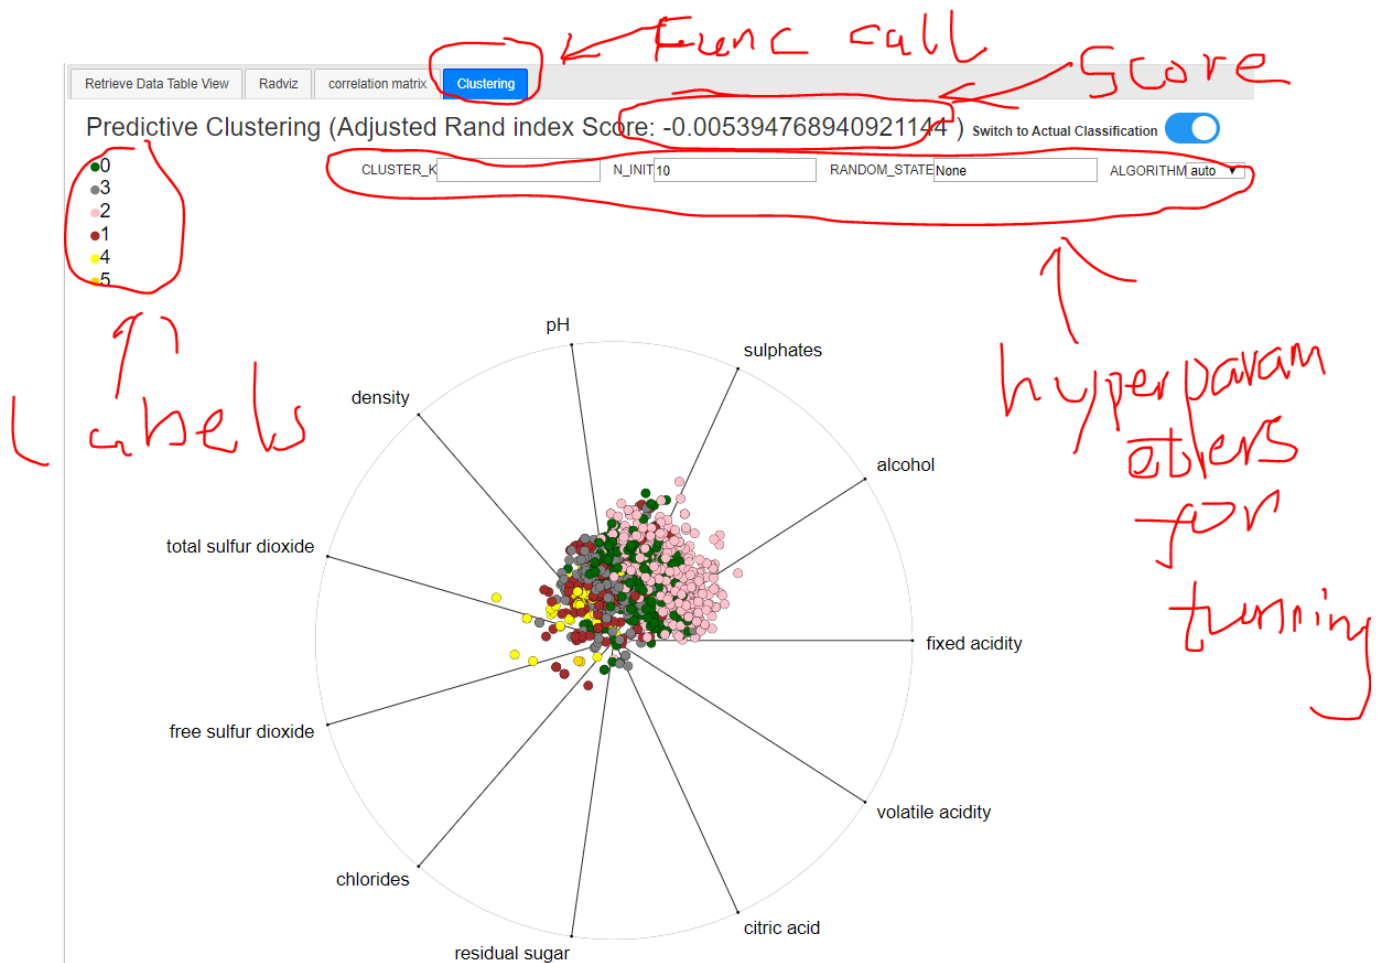 Func call
Score
Retrieve Data Table View Radviz correlation matrix Clustering
Predictive Clustering (Adjusted Rand index Score: -0.005394768940921144 ) Switch to Actual Classification
CLUSTER_K N_INIT 10 RANDOM_STATE None ALGORITHM auto
0
3
2
1
4
5
Labels
hyperparam
eters
for
tunning
pH
sulphates
density
alcohol
total sulfur dioxide
fixed acidity
free sulfur dioxide
volatile acidity
chlorides
citric acid
residual sugar